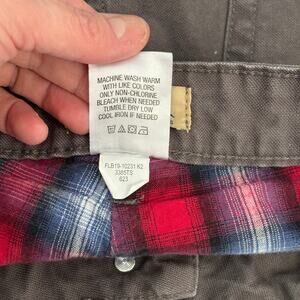 MACHINE WASH WARM
WITH LIKE COLORS
ONLY NON-CHLORINE
BLEACH WHEN NEEDED
TUMBLE DRY LOW
COOL IRON IF NEEDED
FLB19-10231 K2
3385TS
623